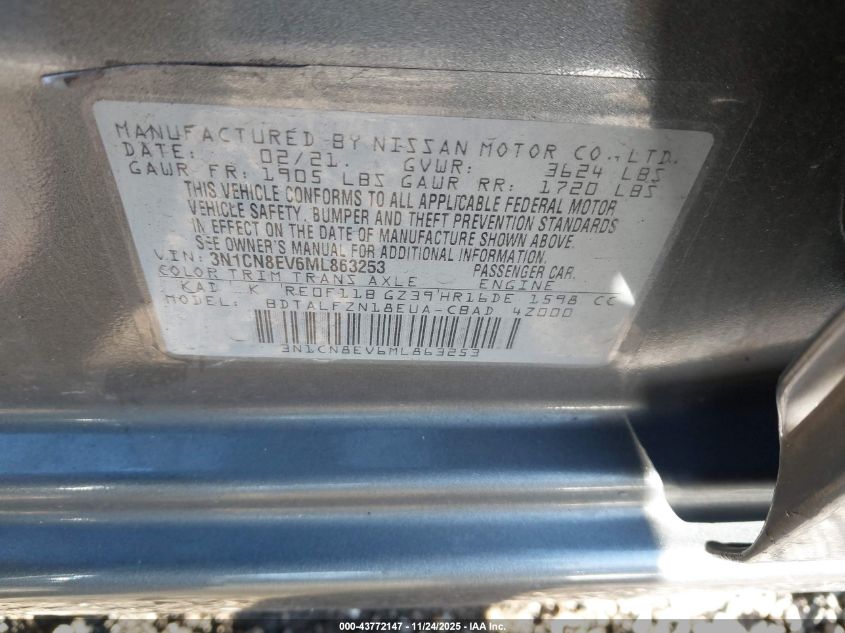 MANUFACTURED BY NISSAN MOTOR CO., LTD.
DATE: 02/21. GVWR: 3624 LBS
GAWR FR: 1905 LBS GAWR RR: 1720 LBS
THIS VEHICLE CONFORMS TO ALL APPLICABLE FEDERAL MOTOR
VEHICLE SAFETY, BUMPER AND THEFT PREVENTION STANDARDS
IN EFFECT ON THE DATE OF MANUFACTURE SHOWN ABOVE.
SEE OWNER'S MANUAL FOR ADDITIONAL INFORMATION.
VIN: 3N1CN8EV6ML863253 PASSENGER CAR.
COLOR TRIM TRANS AXLE ENGINE
KAD K RE0F11B GZ39 HR16DE 1598 CC
MODEL: BDTALFZN18EUA-CBAD 4Z000
3N1CN8EV6ML863253
000-43772147 - 11/24/2025 - IAA Inc.